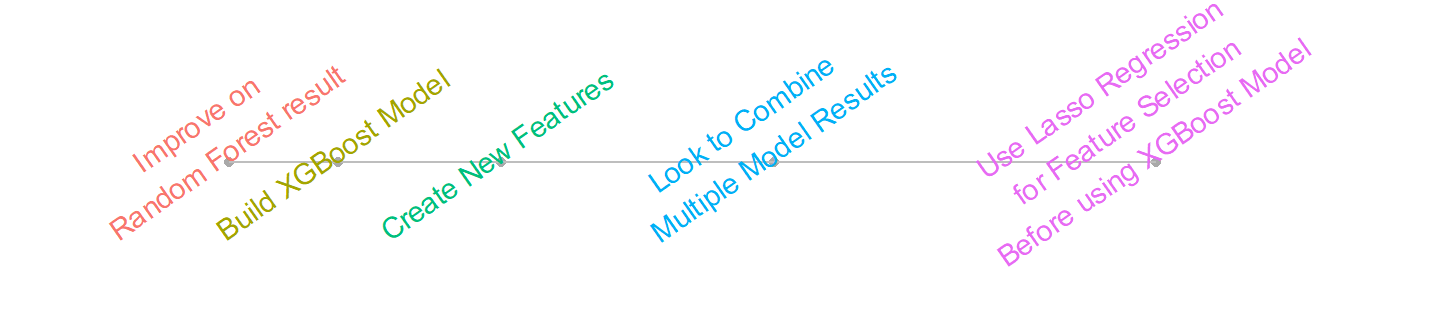 Improve on
Random Forest result
Build XGBoost Model
Create New Features
Look to Combine
Multiple Model Results
Use Lasso Regression
for Feature Selection
Before using XGBoost Model